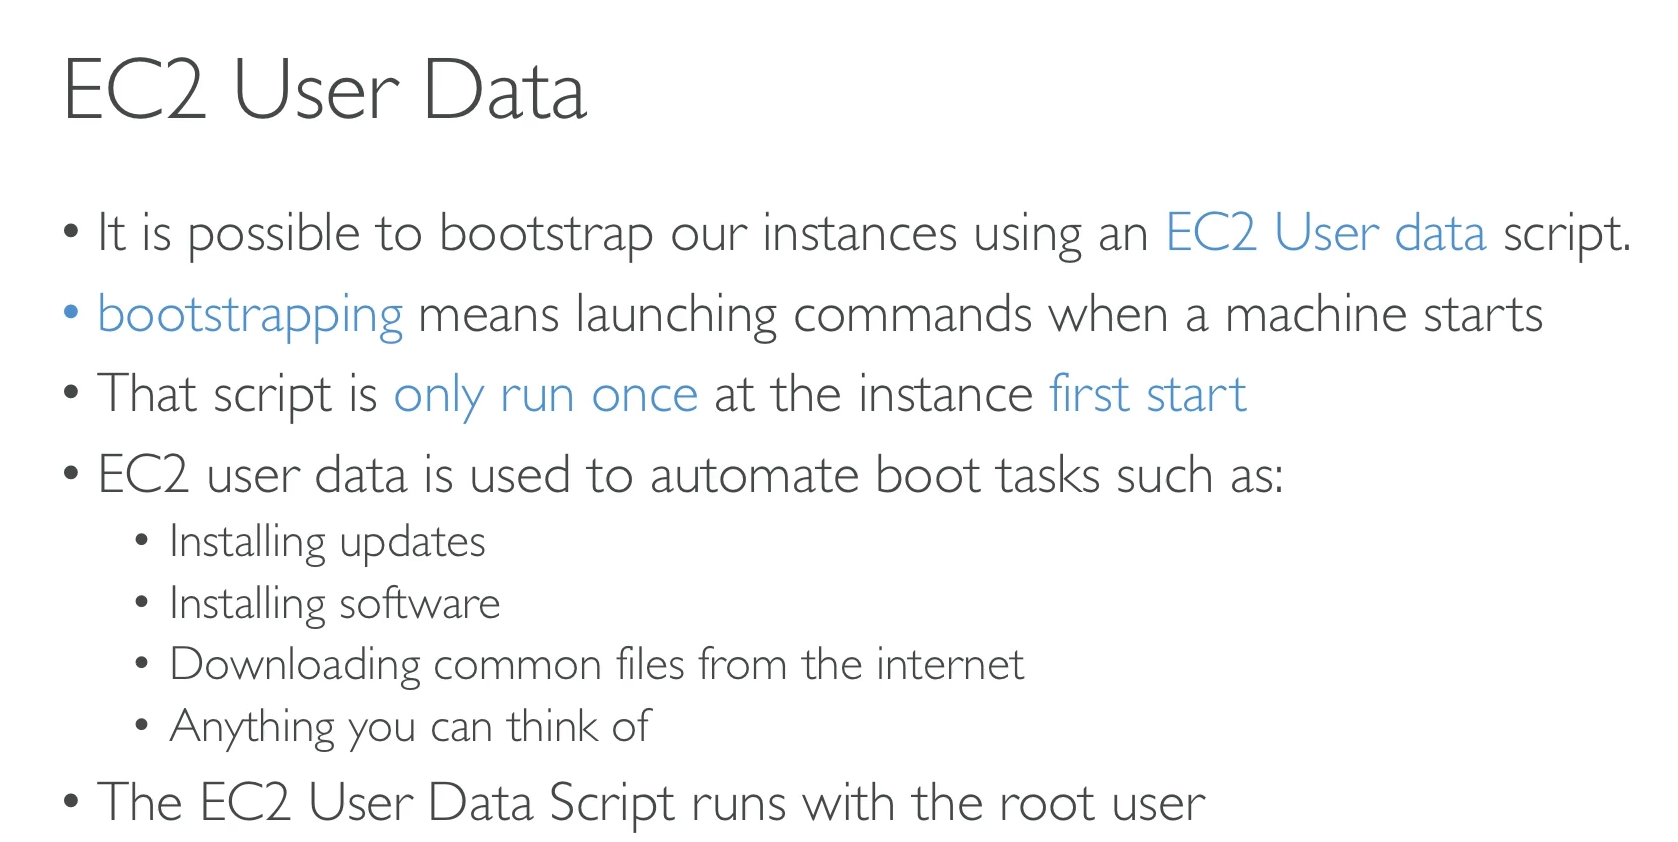 EC2 User Data
• It is possible to bootstrap our instances using an EC2 User data script.
• bootstrapping means launching commands when a machine starts
• That script is only run once at the instance first start
• EC2 user data is used to automate boot tasks such as:
• Installing updates
• Installing software
• Downloading common files from the internet
• Anything you can think of
• The EC2 User Data Script runs with the root user